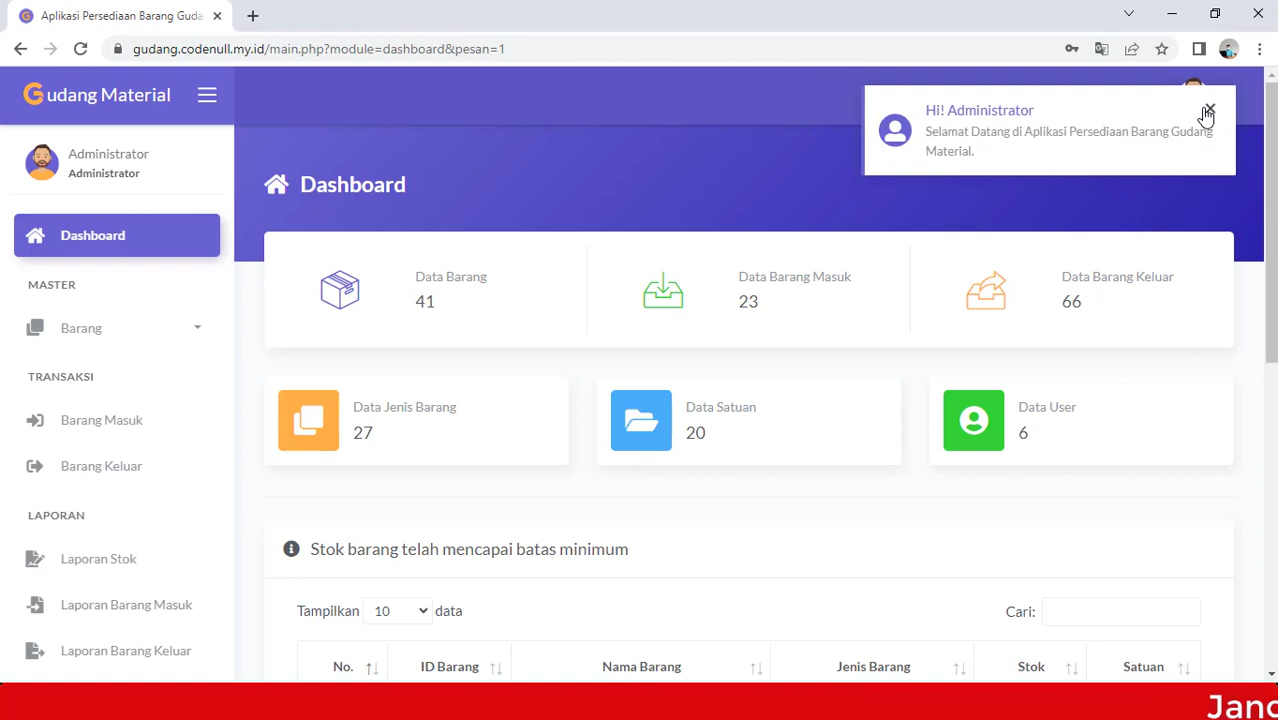 Aplikasi Persediaan Barang Guda
gudang.codenull.my.id/main.php?module=dashboard&pesan=1
Gudang Material
Hi! Administrator
Selamat Datang di Aplikasi Persediaan Barang Gudang
Material.
Administrator
Administrator
Dashboard
Dashboard
MASTER
Barang
TRANSAKSI
Barang Masuk
Barang Keluar
LAPORAN
Laporan Stok
Laporan Barang Masuk
Laporan Barang Keluar
Data Barang
41
Data Barang Masuk
23
Data Barang Keluar
66
Data Jenis Barang
27
Data Satuan
20
Data User
6
Stok barang telah mencapai batas minimum
Tampilkan 10 data
Cari:
No. ID Barang Nama Barang Jenis Barang Stok Satuan